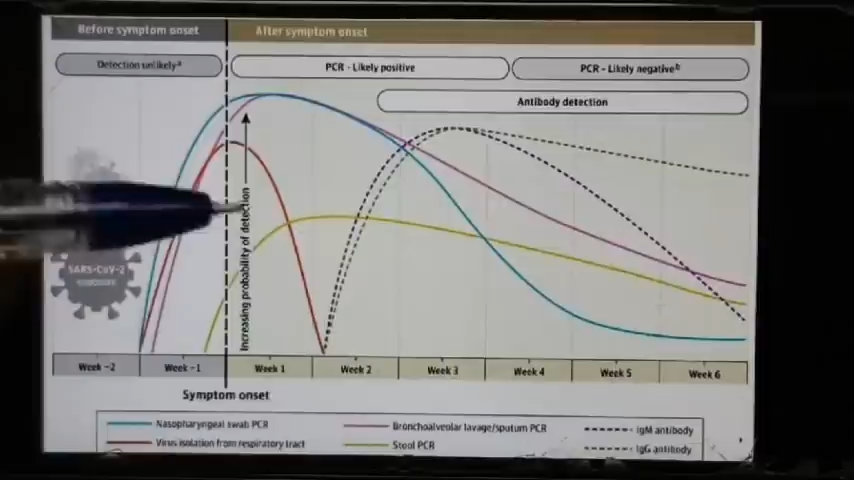 Before symptom onset
After symptom onset
Detection unlikelyᵃ
PCR - Likely positive
PCR - Likely negativeᵇ
Antibody detection
Increasing probability of detection
SARS-CoV-2
exposure
Week -2
Week -1
Week 1
Week 2
Week 3
Week 4
Week 5
Week 6
Symptom onset
Nasopharyngeal swab PCR
Virus isolation from respiratory tract
Bronchoalveolar lavage/sputum PCR
Stool PCR
IgM antibody
IgG antibody